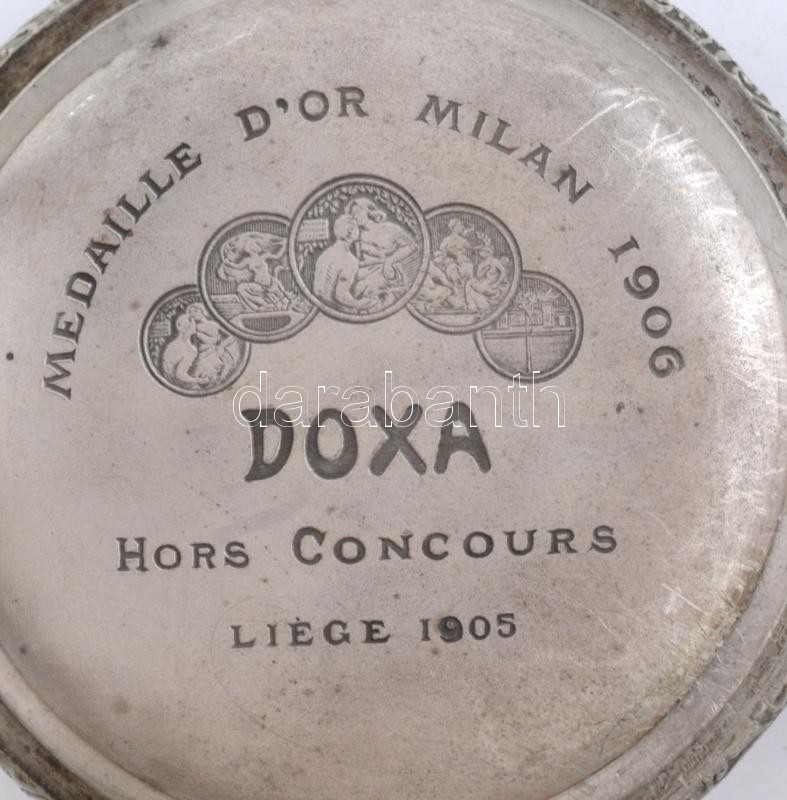 MEDAILLE D'OR MILAN 1906
darabanth
DOXA
HORS CONCOURS
LIÈGE 1905